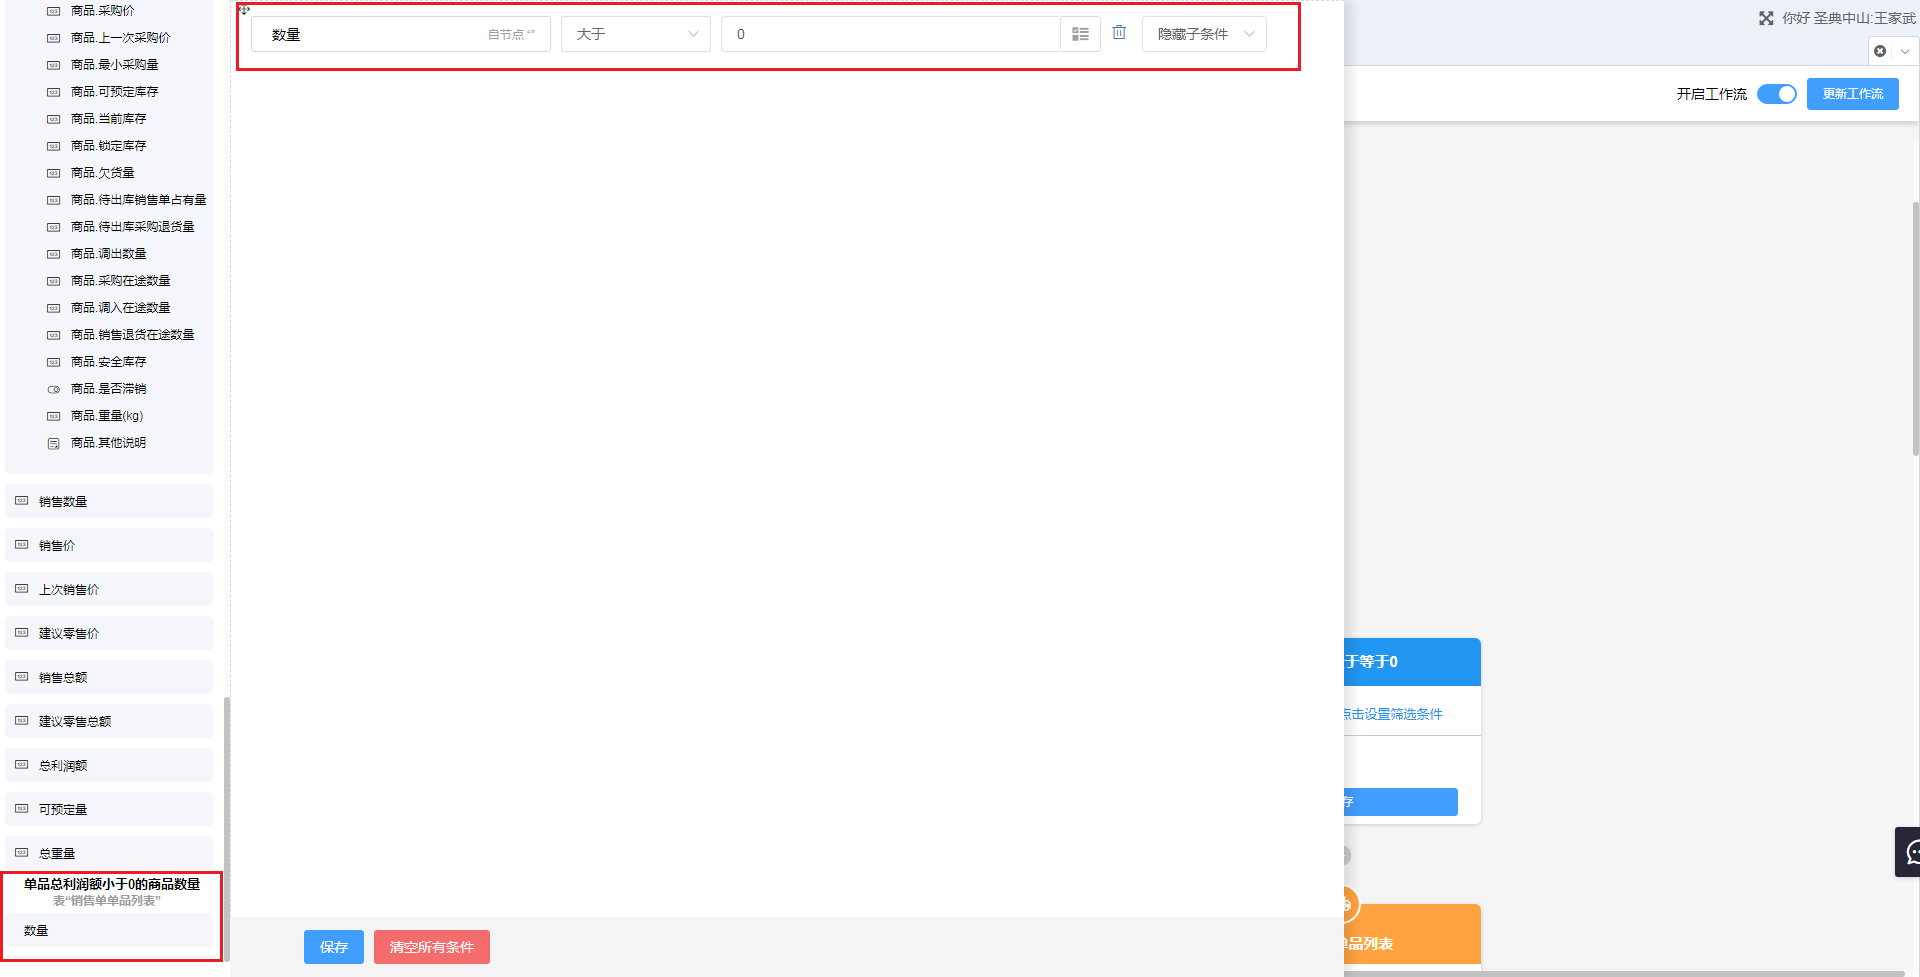 商品.采购价
商品.上一次采购价
商品.最小采购量
商品.可预定库存
商品.当前库存
商品.锁定库存
商品.欠货量
商品.待出库销售单占有量
商品.待出库采购退货量
商品.调出数量
商品.采购在途数量
商品.调入在途数量
商品.销售退货在途数量
商品.安全库存
商品.是否滞销
商品.重量(kg)
商品.其他说明
销售数量
销售价
上次销售价
建议零售价
销售总额
建议零售总额
总利润额
可预定量
总重量
单品总利润额小于0的商品数量
表“销售单单品列表”
数量
数量 自节点 “” 大于 0 隐藏子条件
保存 清空所有条件
你好 圣典中山:王家武
开启工作流 更新工作流
于等于0
点击设置筛选条件
存
单品列表